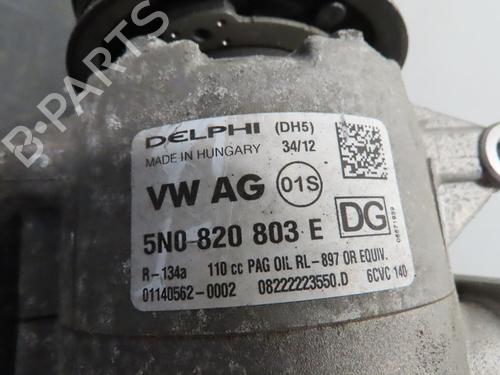 DELPHI (DH5)
MADE IN HUNGARY 34/12
VW AG 01S
5N0 820 803 E DG
R-134a 110 cc PAG OIL RL-897 OR EQUIV.
01140562-0002 08222223550.D 6CVC 140
BPARTS